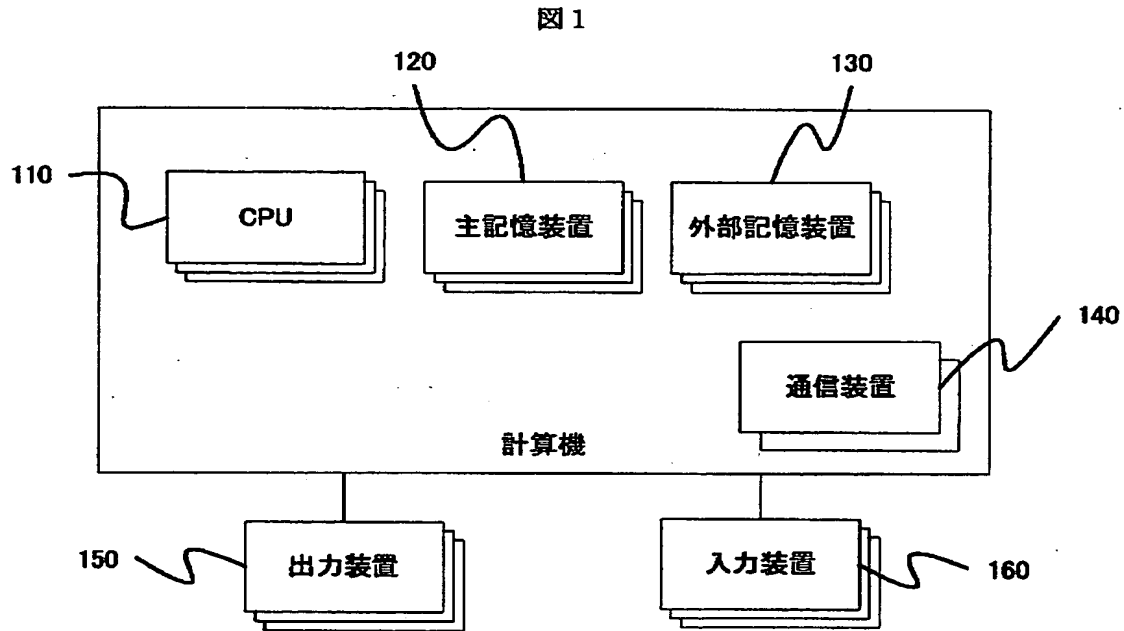 図1
120
130
110
CPU
主記憶装置
外部記憶装置
140
通信装置
計算機
150
出力装置
入力装置
160